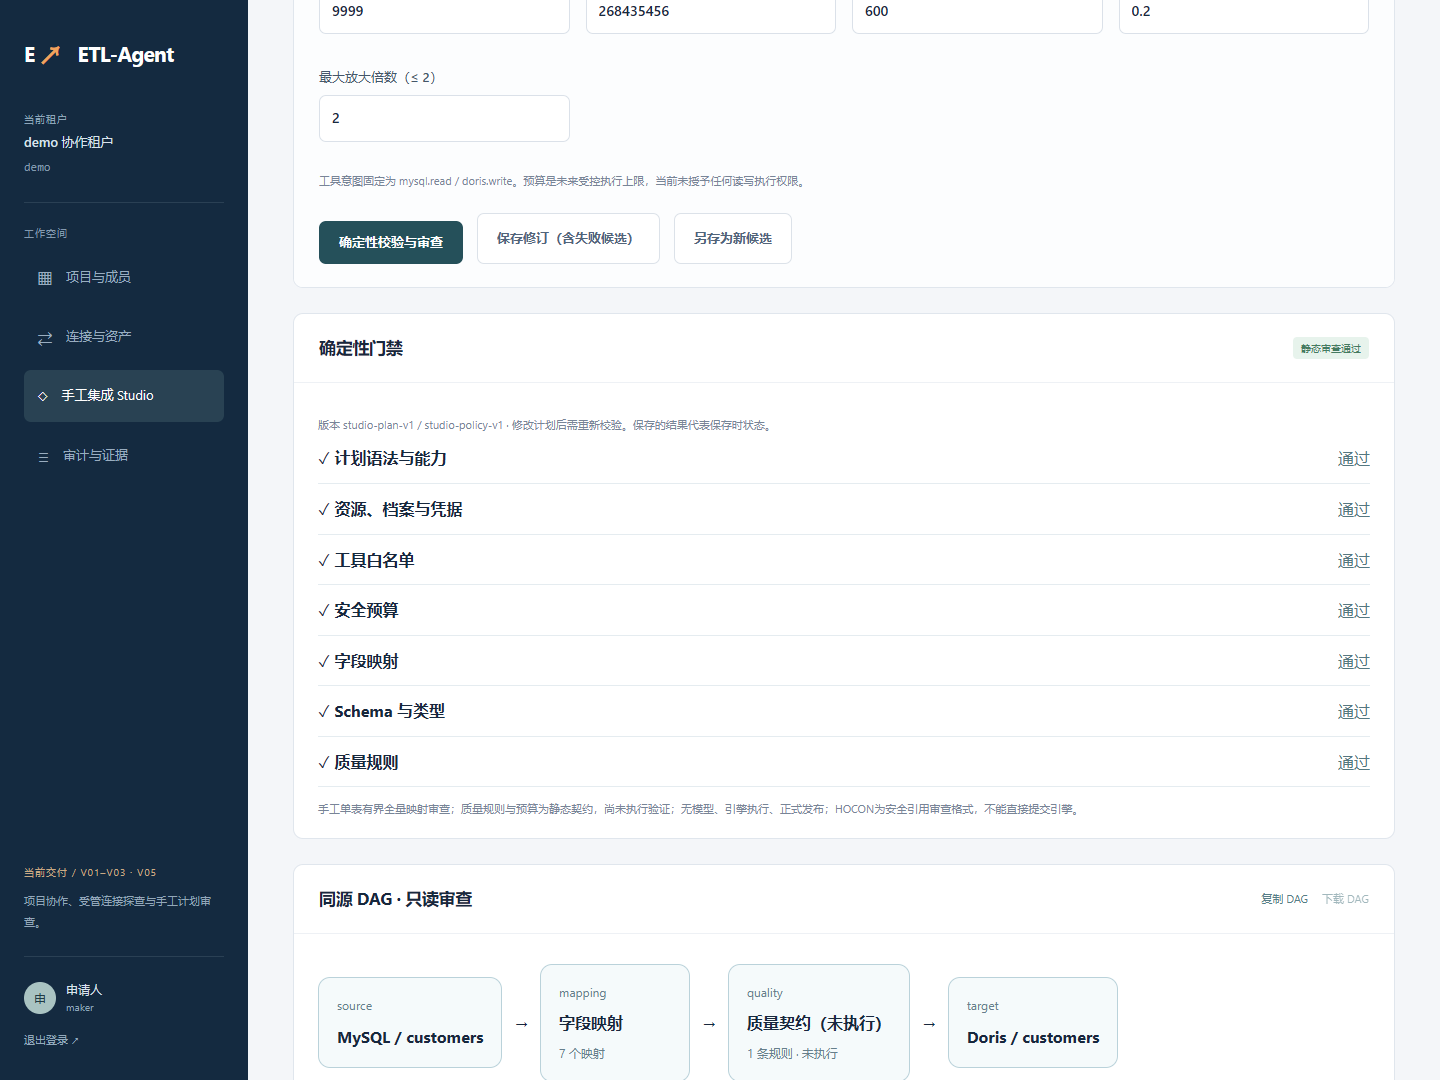 E↗ ETL-Agent
当前租户
demo 协作租户
demo
工作空间
▦ 项目与成员
⇄ 连接与资产
◇ 手工集成 Studio
☰ 审计与证据
当前交付 / V01–V03 · V05
项目协作、受管连接探查与手工计划审
查。
申 申请人
maker
退出登录 ↗
9999 268435456 600 0.2
最大放大倍数（≤ 2）
2
工具意图固定为 mysql.read / doris.write。预算是未来受控执行上限，当前未授予任何读写执行权限。
确定性校验与审查 保存修订（含失败候选） 另存为新候选
确定性门禁 静态审查通过
版本 studio-plan-v1 / studio-policy-v1 · 修改计划后需重新校验。保存的结果代表保存时状态。
✓ 计划语法与能力 通过
✓ 资源、档案与凭据 通过
✓ 工具白名单 通过
✓ 安全预算 通过
✓ 字段映射 通过
✓ Schema 与类型 通过
✓ 质量规则 通过
手工单表有界全量映射审查；质量规则与预算为静态契约，尚未执行验证；无模型、引擎执行、正式发布；HOCON为安全引用审查格式，不能直接提交引擎。
同源 DAG · 只读审查 复制 DAG 下载 DAG
source
MySQL / customers
→
mapping
字段映射
7 个映射
→
quality
质量契约（未执行）
1 条规则 · 未执行
→
target
Doris / customers